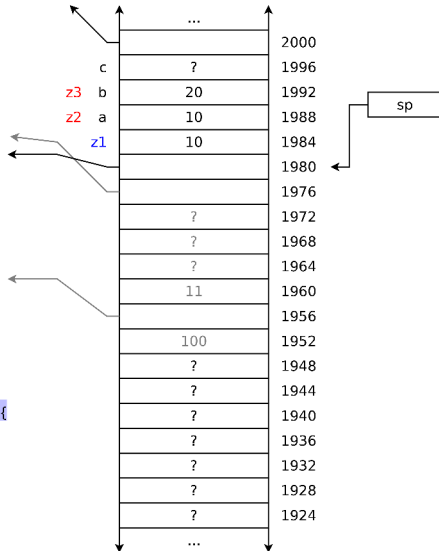 ...
2000
c ? 1996
z3 b 20 1992
sp
z2 a 10 1988
z1 10 1984
1980
1976
? 1972
? 1968
? 1964
11 1960
1956
100 1952
? 1948
? 1944
{ ? 1940
? 1936
? 1932
? 1928
? 1924
...